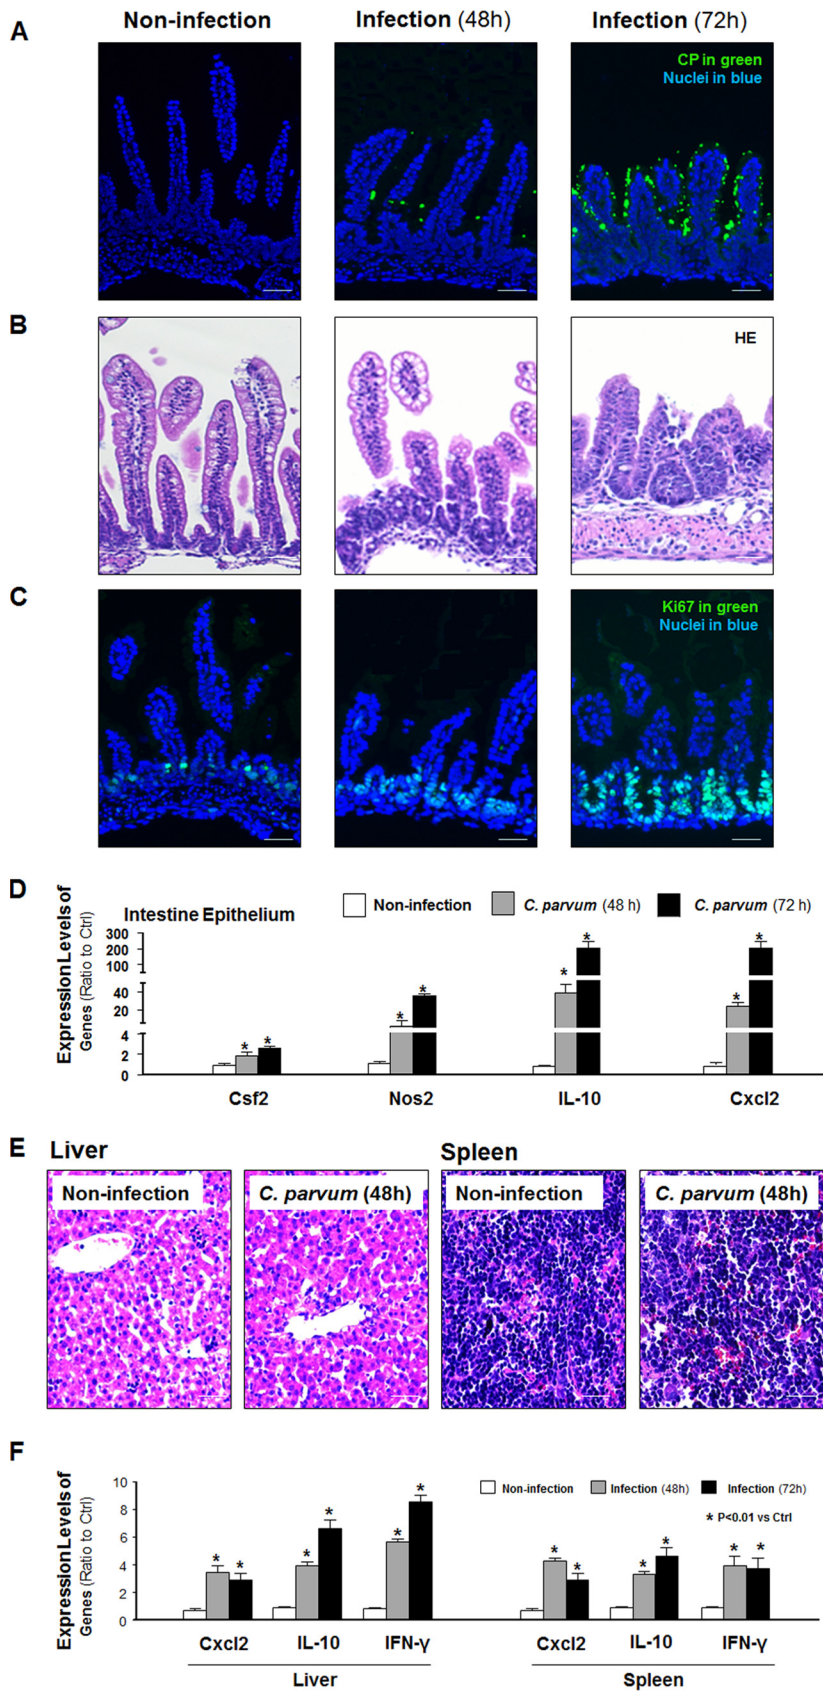 Non-infection Infection (48h) Infection (72h)
A
CP in green
Nuclei in blue
B
HE
C
Ki67 in green
Nuclei in blue
D
Intestine Epithelium
Non-infection C. parvum (48 h) C. parvum (72 h)
Expression Levels of
Genes (Ratio to Ctrl)
300
200
100
40
20
4
2
0
* * * * * * * *
Csf2 Nos2 IL-10 Cxcl2
E
Liver Spleen
Non-infection C. parvum (48h) Non-infection C. parvum (48h)
F
Expression Levels of
Genes (Ratio to Ctrl)
10
8
6
4
2
0
Non-infection Infection (48h) Infection (72h)
* P<0.01 vs Ctrl
* * * * * * * * * * * *
Cxcl2 IL-10 IFN-γ Cxcl2 IL-10 IFN-γ
Liver Spleen